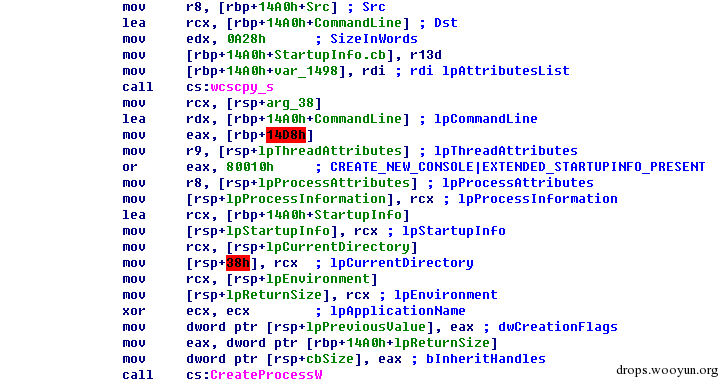 mov r8, [rbp+14A0h+Src] ; Src
lea rcx, [rbp+14A0h+CommandLine] ; Dst
mov edx, 0A28h ; SizeInWords
mov [rbp+14A0h+StartupInfo.cb], r13d
mov [rbp+14A0h+var_1498], rdi ; rdi lpAttributesList
call cs:wcscpy_s
mov rcx, [rsp+arg_38]
lea rdx, [rbp+14A0h+CommandLine] ; lpCommandLine
mov eax, [rbp+14D8h]
mov r9, [rsp+lpThreadAttributes] ; lpThreadAttributes
or eax, 80010h ; CREATE_NEW_CONSOLE|EXTENDED_STARTUPINFO_PRESENT
mov r8, [rsp+lpProcessAttributes] ; lpProcessAttributes
mov [rsp+lpProcessInformation], rcx ; lpProcessInformation
lea rcx, [rbp+14A0h+StartupInfo]
mov [rsp+lpStartupInfo], rcx ; lpStartupInfo
mov rcx, [rsp+lpCurrentDirectory]
mov [rsp+38h], rcx ; lpCurrentDirectory
mov rcx, [rsp+lpEnvironment]
mov [rsp+lpReturnSize], rcx ; lpEnvironment
xor ecx, ecx ; lpApplicationName
mov dword ptr [rsp+lpPreviousValue], eax ; dwCreationFlags
mov eax, dword ptr [rbp+14A0h+lpReturnSize]
mov dword ptr [rsp+cbSize], eax ; bInheritHandles
call cs:CreateProcessW
drops.wooyun.org